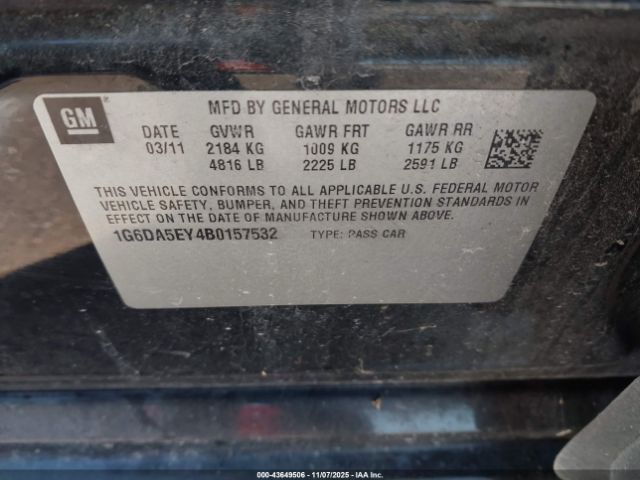 GM
MFD BY GENERAL MOTORS LLC
DATE GVWR GAWR FRT GAWR RR
03/11 2184 KG 1009 KG 1175 KG
4816 LB 2225 LB 2591 LB
THIS VEHICLE CONFORMS TO ALL APPLICABLE U.S. FEDERAL MOTOR
VEHICLE SAFETY, BUMPER, AND THEFT PREVENTION STANDARDS IN
EFFECT ON THE DATE OF MANUFACTURE SHOWN ABOVE.
1G6DA5EY4B0157532 TYPE: PASS CAR
000-43649506 - 11/07/2025 - IAA Inc.